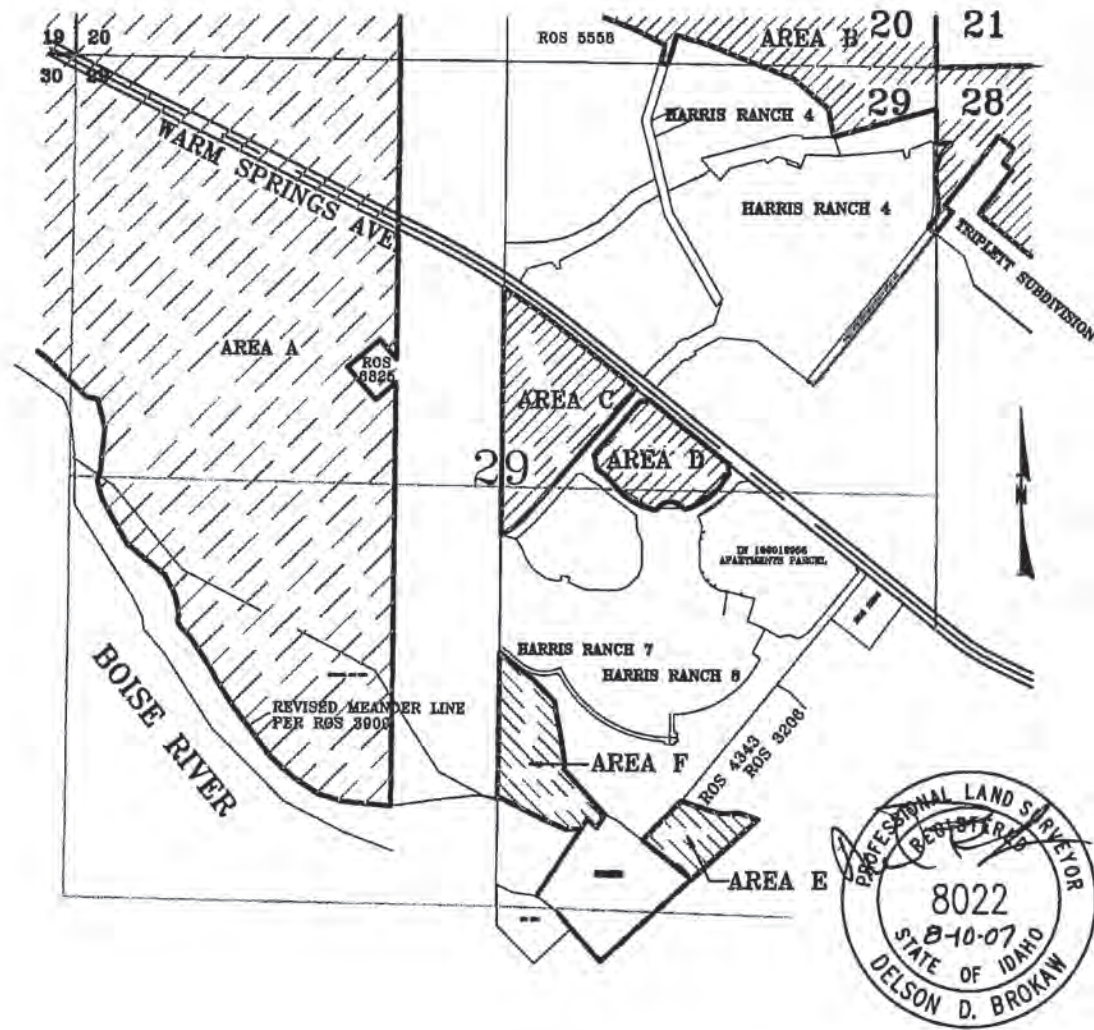 ROS 5558
AREA B
20
21
19
20
30
29
29
28
HARRIS RANCH 4
WARM SPRINGS AVE.
HARRIS RANCH 4
TRIPLETT SUBDIVISION
AREA A
ROS
AREA C
AREA D
29
N
APARTMENTS PARCEL
HARRIS RANCH 7
HARRIS RANCH 8
BOISE RIVER
REVISED MEANDER LINE
PER ROS 3909
ROS 4343
ROS 3206
AREA F
AREA E
PROFESSIONAL LAND SURVEYOR
REGISTERED
8022
8-10-07
STATE OF IDAHO
DELSON D. BROKAW